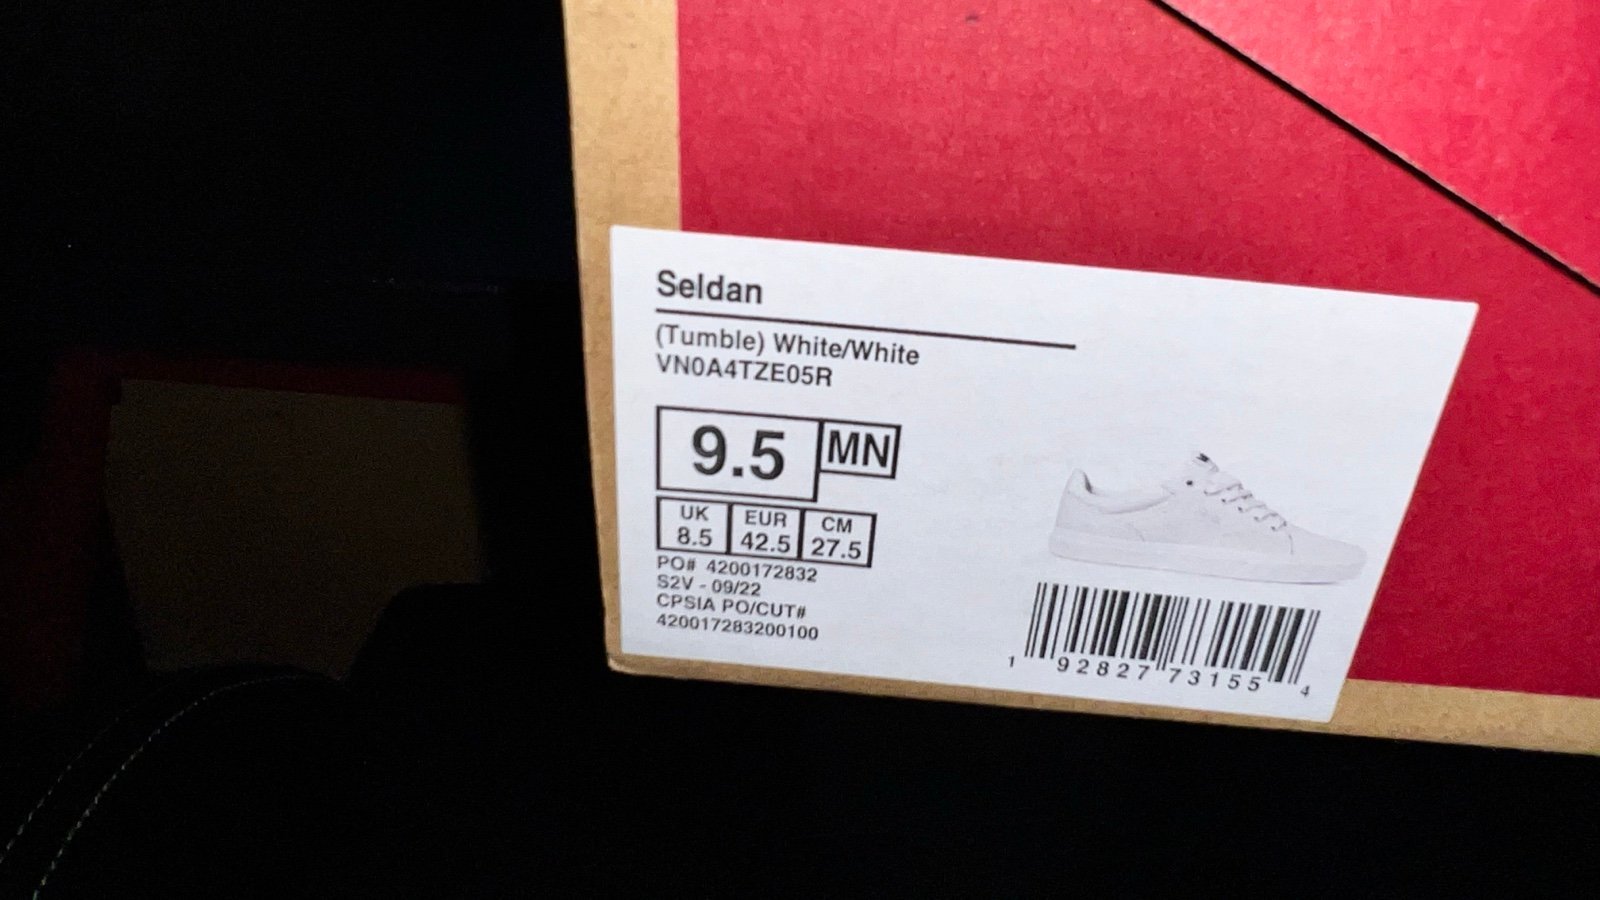 Seldan
(Tumble) White/White
VN0A4TZE05R
9.5 MN
UK EUR CM
8.5 42.5 27.5
PO# 4200172832
S2V - 09/22
CPSIA PO/CUT#
420017283200100
1 92827 73155 4